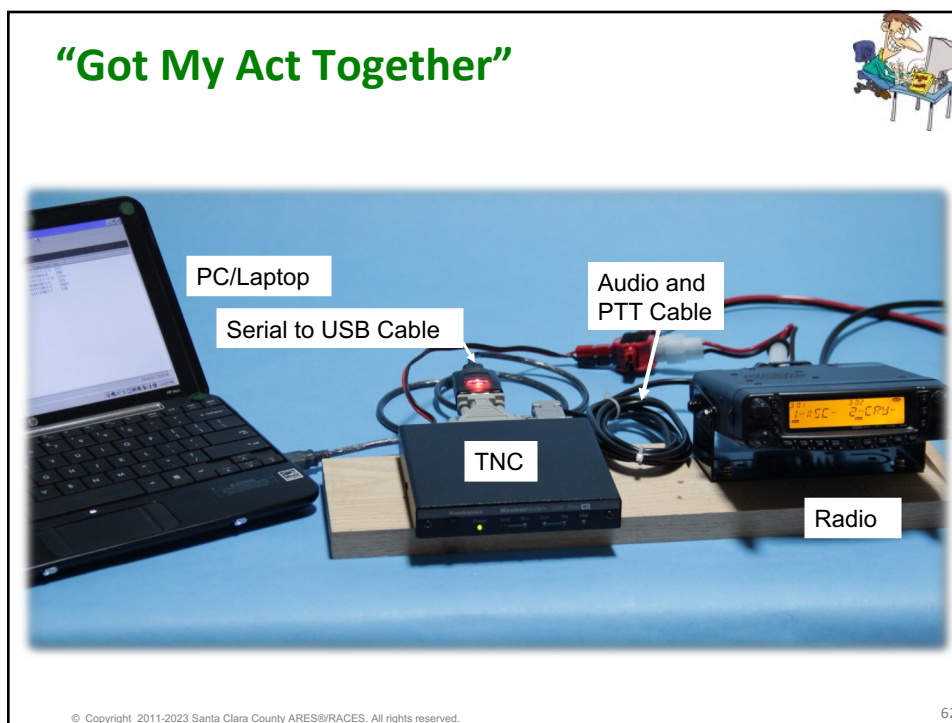 “Got My Act Together”
PC/Laptop
Serial to USB Cable
Audio and
PTT Cable
TNC
Radio
Kantronics
© Copyright 2011-2023 Santa Clara County ARES®/RACES. All rights reserved.